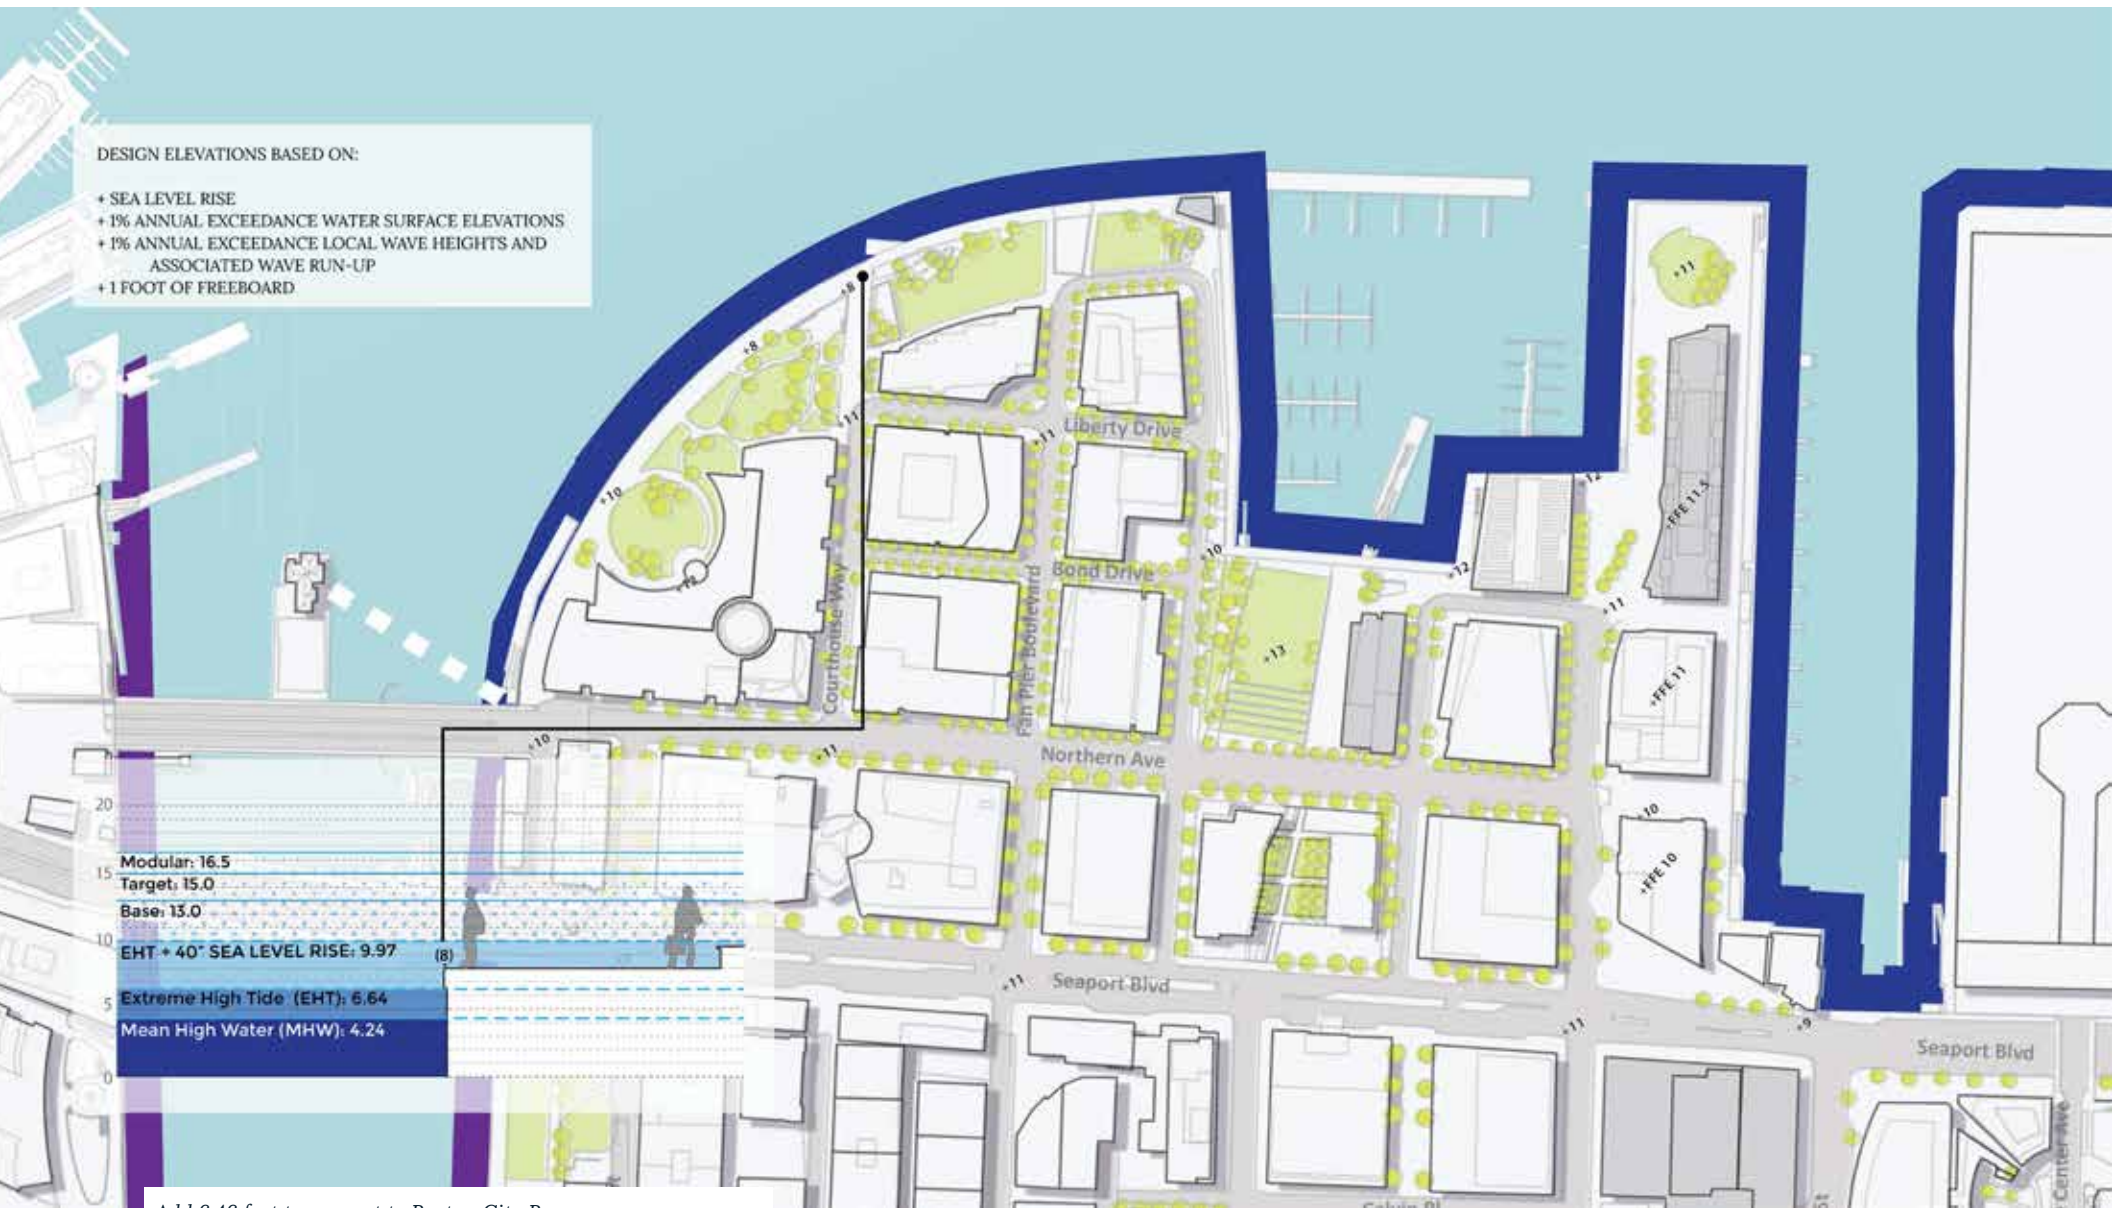 DESIGN ELEVATIONS BASED ON:
+ SEA LEVEL RISE
+ 1% ANNUAL EXCEEDANCE WATER SURFACE ELEVATIONS
+ 1% ANNUAL EXCEEDANCE LOCAL WAVE HEIGHTS AND
ASSOCIATED WAVE RUN-UP
+ 1 FOOT OF FREEBOARD
+11
+8
+8
+11
Liberty Drive
+11
+10
+12
+FFE 11.5
+10
Bond Drive
+12
+12
+11
Courthouse Way
Fan Pier Boulevard
+13
+FFE 11
+10
+11
Northern Ave
+10
+FFE 10
20
Modular: 16.5
15
Target: 15.0
Base: 13.0
10
EHT + 40" SEA LEVEL RISE: 9.97
(8)
5
Extreme High Tide (EHT): 6.64
Mean High Water (MHW): 4.24
0
+11
Seaport Blvd
+11
+9
Seaport Blvd
Center Ave